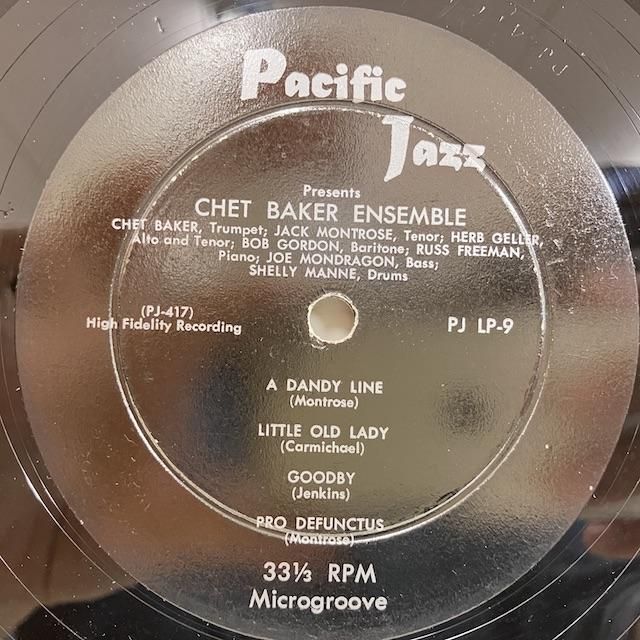 Pacific
Jazz
Presents
CHET BAKER ENSEMBLE
CHET BAKER, Trumpet; JACK MONTROSE, Tenor; HERB GELLER,
Alto and Tenor; BOB GORDON, Baritone; RUSS FREEMAN,
Piano; JOE MONDRAGON, Bass;
SHELLY MANNE, Drums
(PJ-417)
High Fidelity Recording
PJ LP-9
A DANDY LINE
(Montrose)
LITTLE OLD LADY
(Carmichael)
GOODBY
(Jenkins)
PRO DEFUNCTUS
(Montrose)
33⅓ RPM
Microgroove